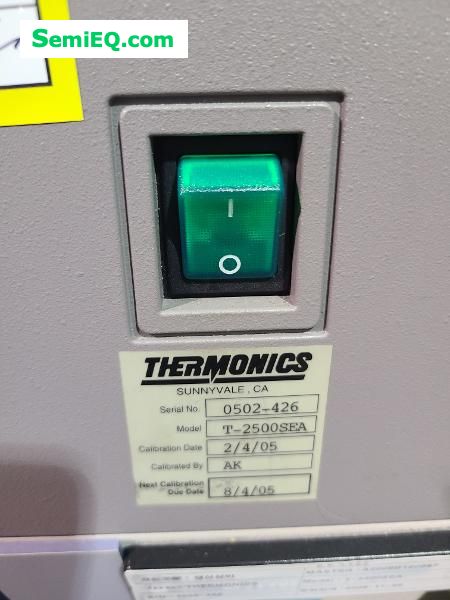 SemiEQ.com
I
O
THERMONICS
SUNNYVALE, CA
Serial No. 0502-426
Model T-2500SEA
Calibration Date 2/4/05
Calibrated By AK
Next Calibration
Due Date 8/4/05